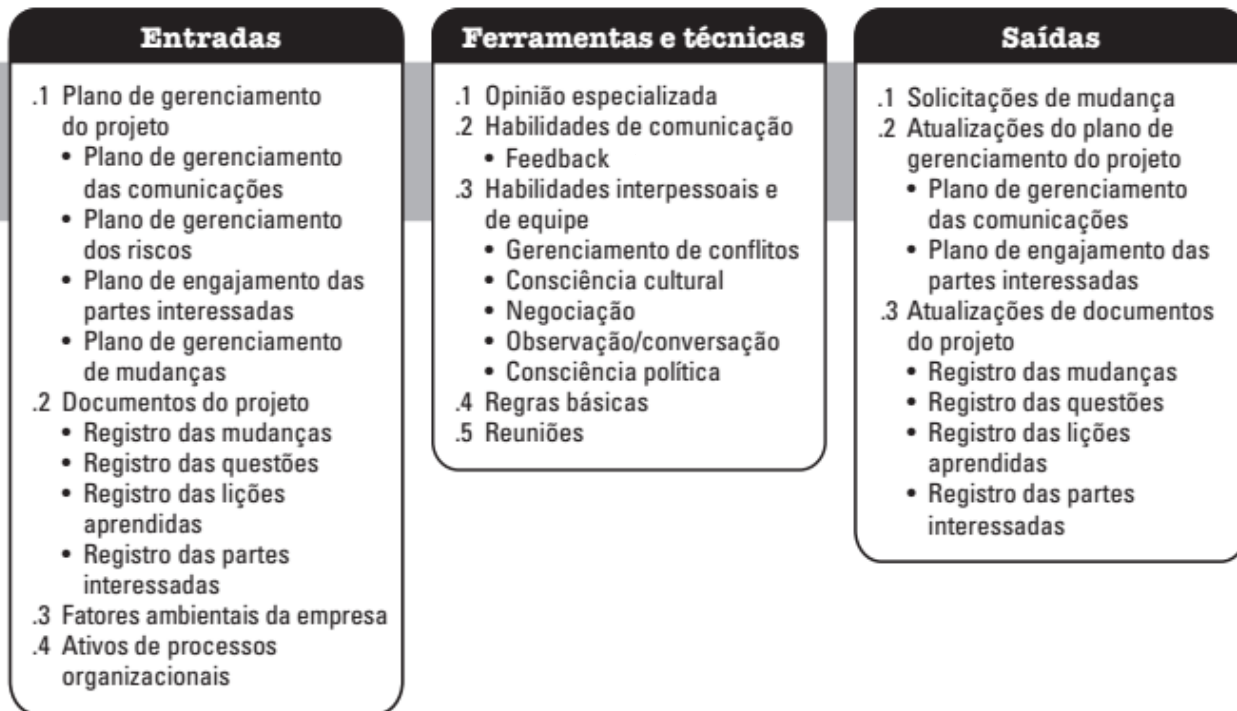 Entradas
.1 Plano de gerenciamento
do projeto
• Plano de gerenciamento
das comunicações
• Plano de gerenciamento
dos riscos
• Plano de engajamento das
partes interessadas
• Plano de gerenciamento
de mudanças
.2 Documentos do projeto
• Registro das mudanças
• Registro das questões
• Registro das lições
aprendidas
• Registro das partes
interessadas
.3 Fatores ambientais da empresa
.4 Ativos de processos
organizacionais
Ferramentas e técnicas
.1 Opinião especializada
.2 Habilidades de comunicação
• Feedback
.3 Habilidades interpessoais e
de equipe
• Gerenciamento de conflitos
• Consciência cultural
• Negociação
• Observação/conversação
• Consciência política
.4 Regras básicas
.5 Reuniões
Saídas
.1 Solicitações de mudança
.2 Atualizações do plano de
gerenciamento do projeto
• Plano de gerenciamento
das comunicações
• Plano de engajamento das
partes interessadas
.3 Atualizações de documentos
do projeto
• Registro das mudanças
• Registro das questões
• Registro das lições
aprendidas
• Registro das partes
interessadas